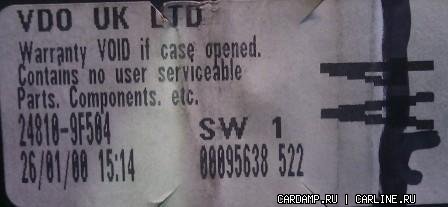 VDO UK LTD
Warranty VOID if case opened.
Contains no user serviceable
Parts. Components. etc.
24810-9F504 SW 1
26/01/00 15:14 00095638 522
CARDAMP.RU | CARLINE.RU